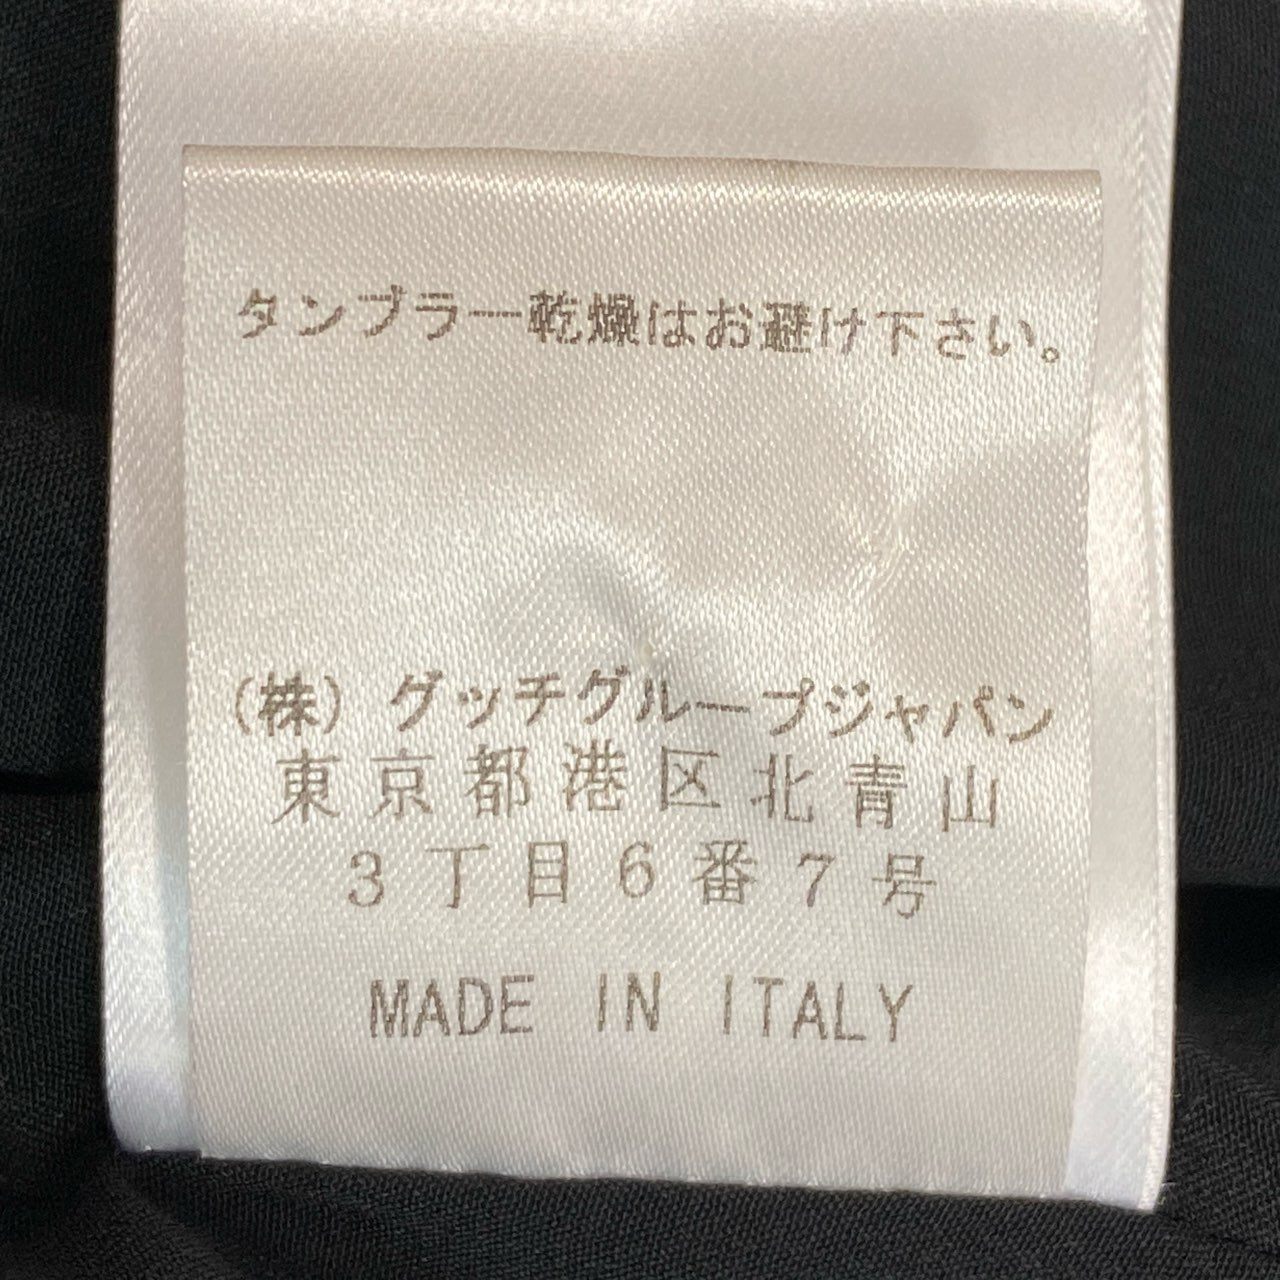 タンブラー乾燥はお避け下さい。
(株) グッチグループジャパン
東京都港区北青山
3丁目6番7号
MADE IN ITALY